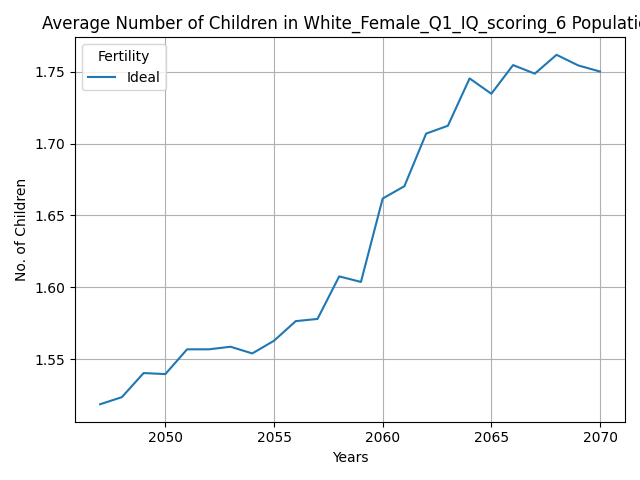 Average Number of Children in White_Female_Q1_IQ_scoring_6 Populatio
Fertility
Ideal
No. of Children
1.75
1.70
1.65
1.60
1.55
2050 2055 2060 2065 2070
Years